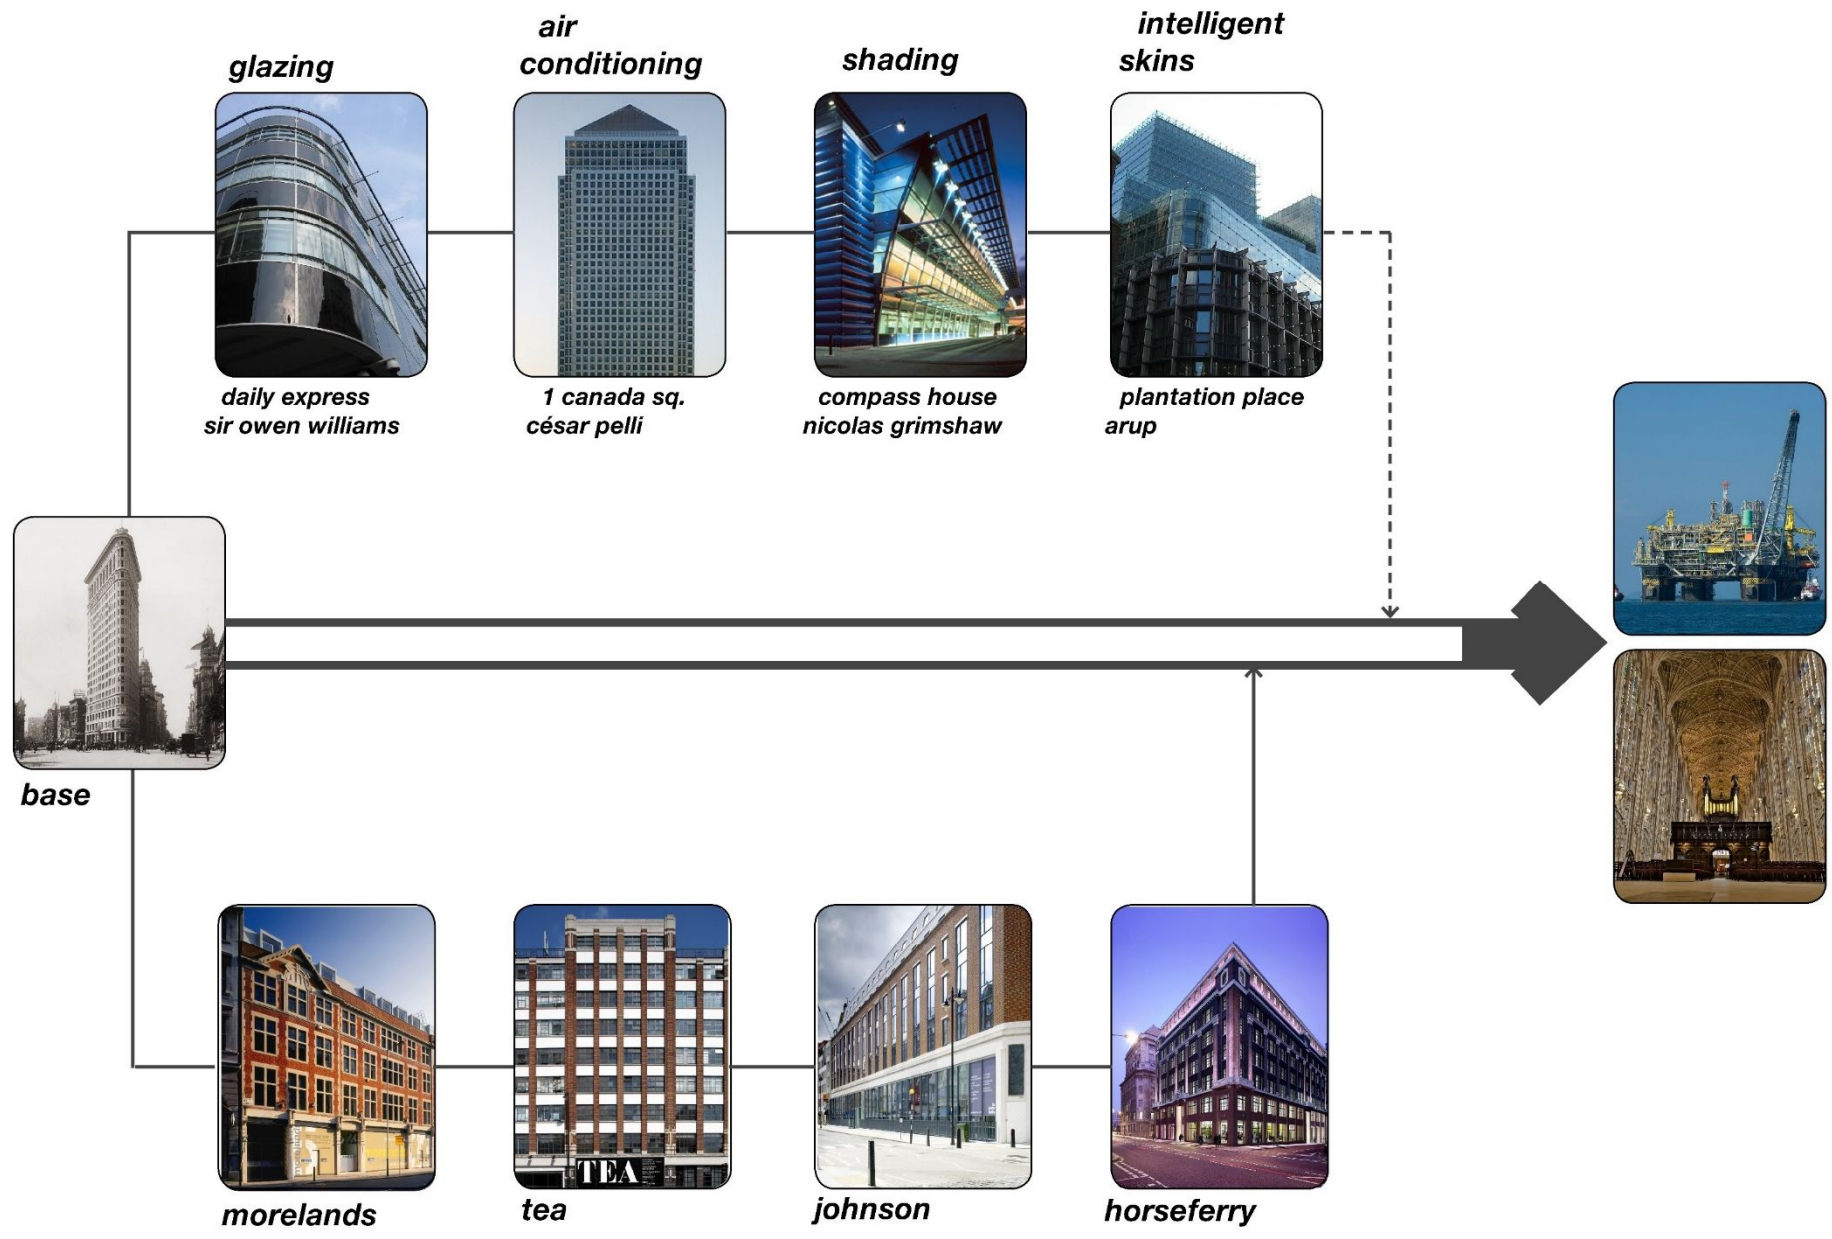 glazing
air
conditioning
shading
intelligent
skins
daily express
sir owen williams
1 canada sq.
césar pelli
compass house
nicolas grimshaw
plantation place
arup
base
TEA
morelands
tea
johnson
horseferry